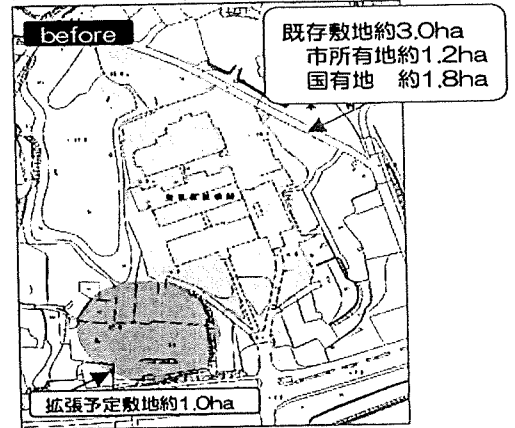 before
既存敷地約3.0ha
市所有地約1.2ha
国有地　約1.8ha
拡張予定敷地約1.0ha